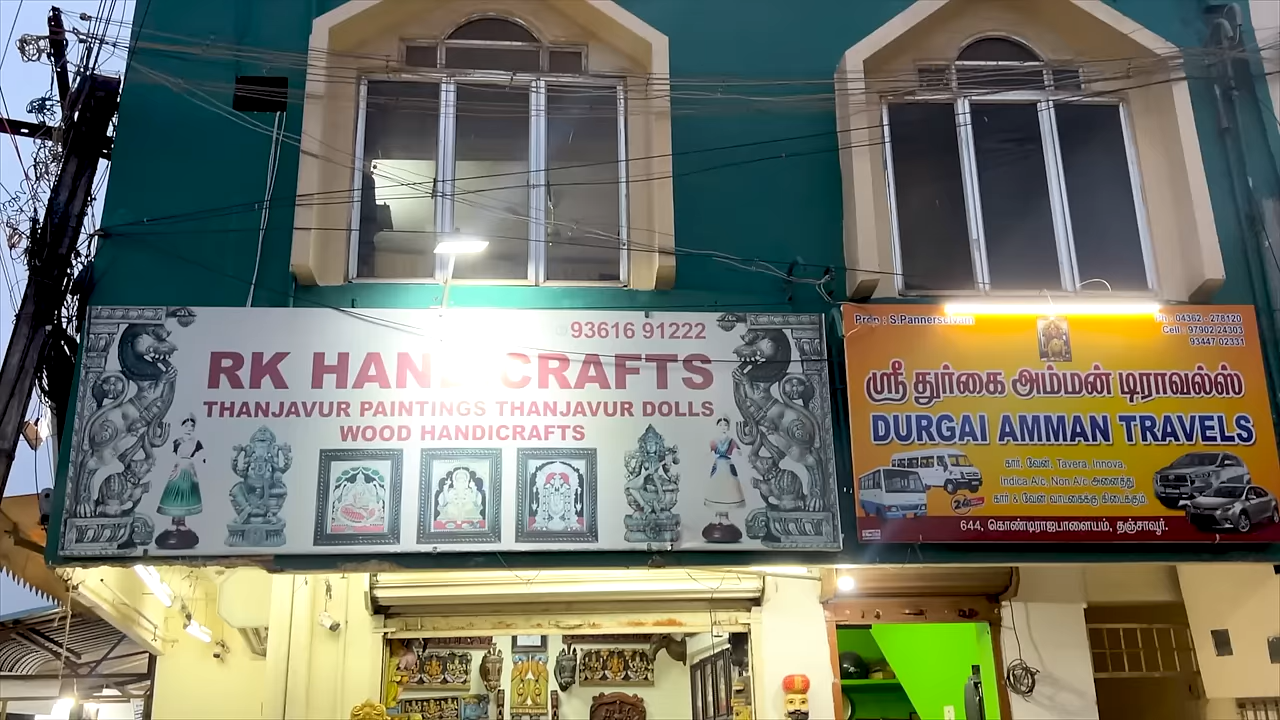 93616 91222
RK HAN CRAFTS
THANJAVUR PAINTINGS THANJAVUR DOLLS
WOOD HANDICRAFTS
Prop : S.Pannerselvam
Ph : 04362 - 278120
Cell : 97902 24303
93447 02331
ஸ்ரீ துர்கை அம்மன் டிராவல்ஸ்
DURGAI AMMAN TRAVELS
கார், வேன், Tavera, Innova,
Indica A/c, Non A/c அனைத்து
கார் & வேன் வாடகைக்கு கிடைக்கும்
24
644, கொண்டிராஜபாளையம், தஞ்சாவூர்.